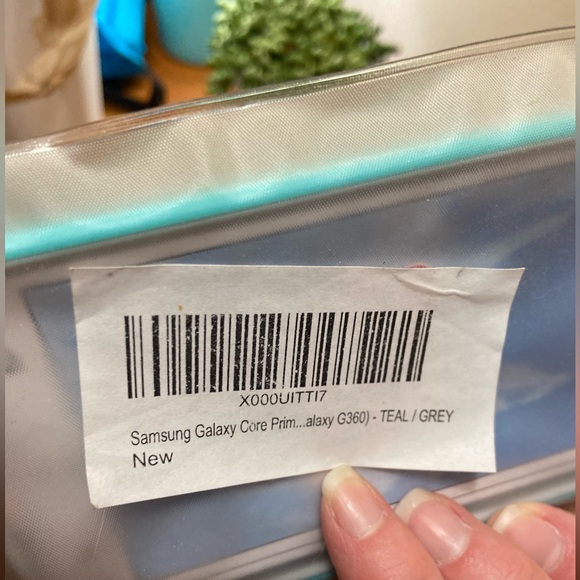 X000UITTI7
Samsung Galaxy Core Prim...alaxy G360) - TEAL / GREY
New